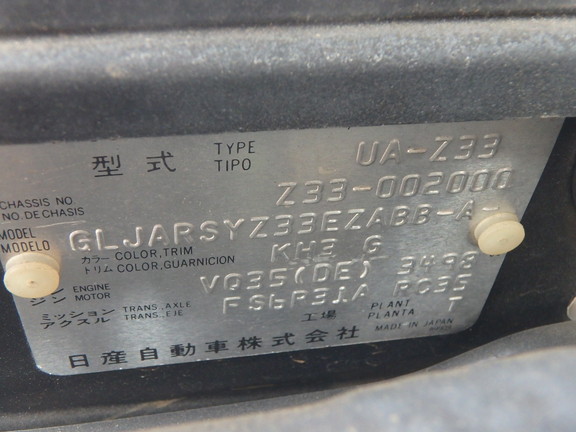 型式 TYPE TIPO UA-Z33
CHASSIS NO NO. DE CHASIS Z33-002000
MODEL MODELO GLJARSYZ33EZABB-A-
カラー COLOR, TRIM トリム COLOR, GUARNICION KH3 G
ENGINE MOTOR VQ35(DE) 3498
ミッション TRANS., AXLE アクスル TRANS., EJE FS6R31A RC35
工場 PLANT PLANTA T
日産自動車株式会社 MADE IN JAPAN